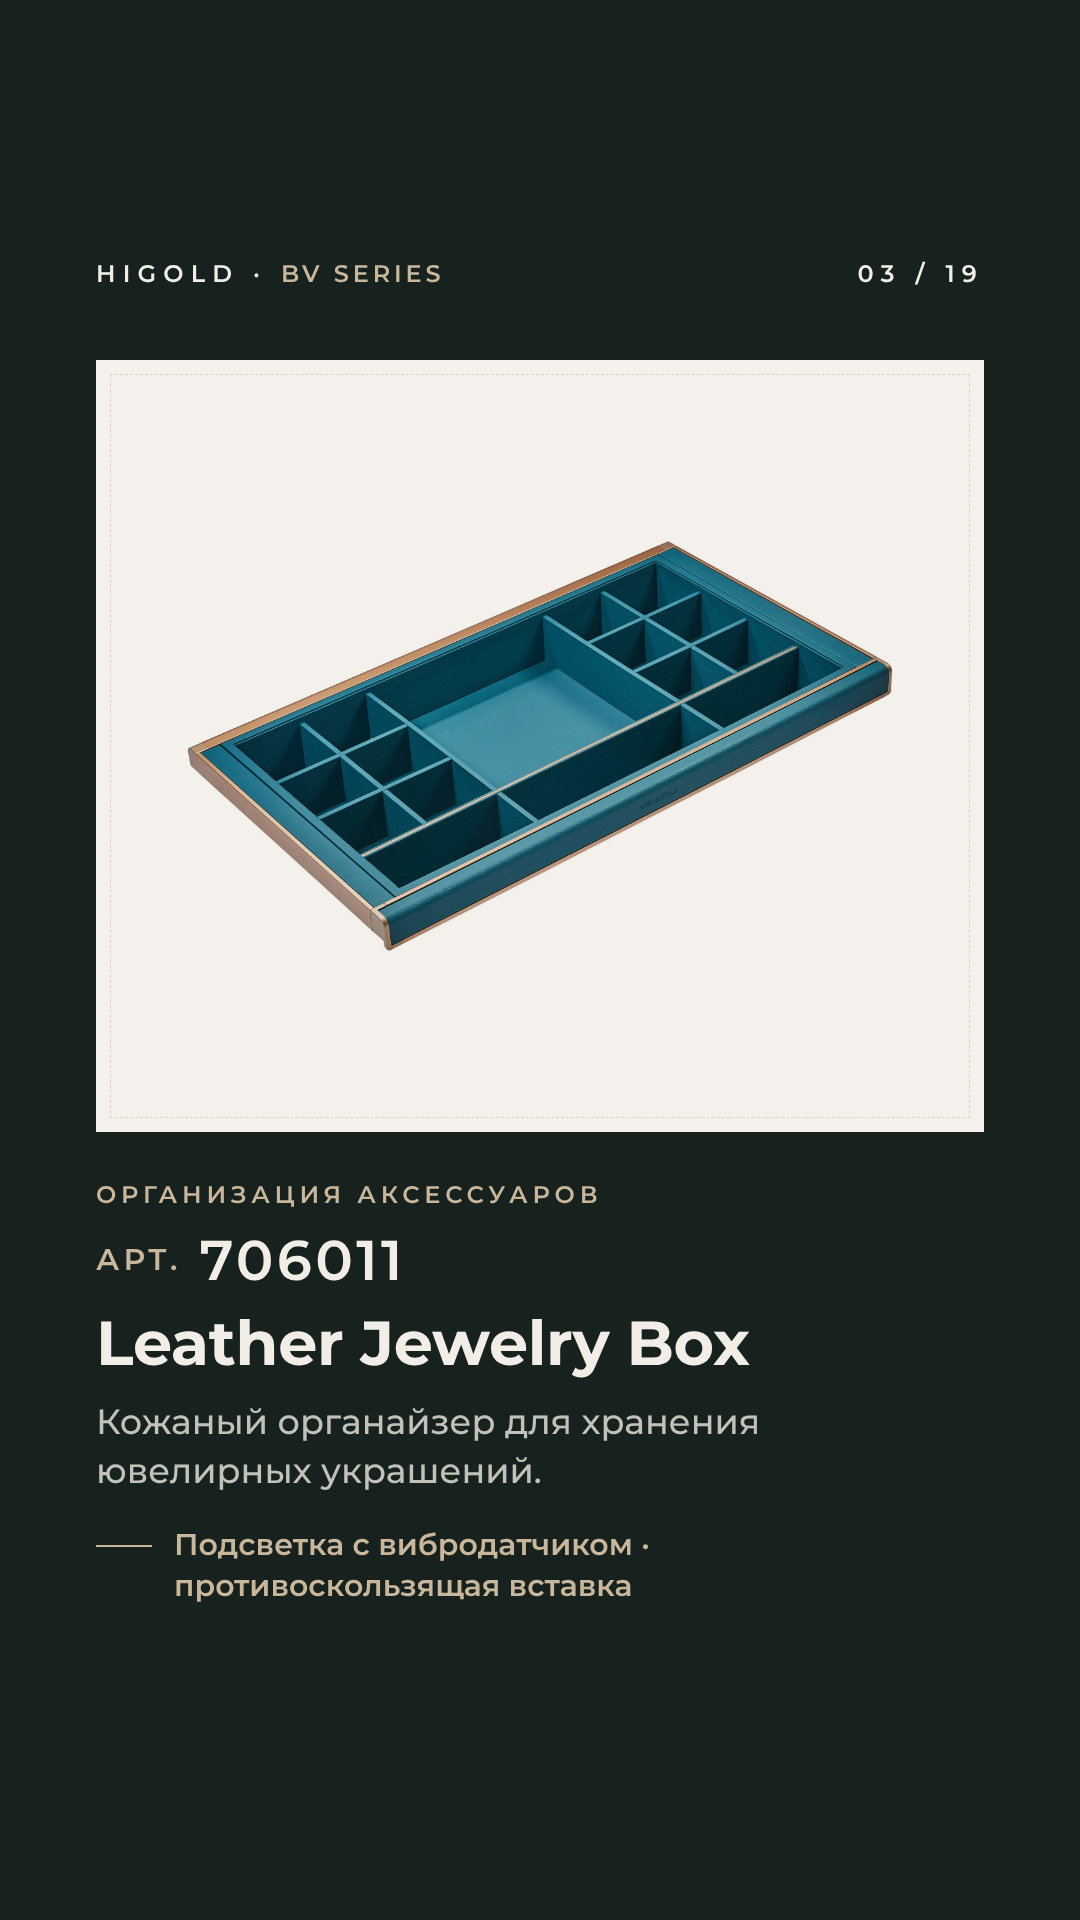 HIGOLD · BV SERIES
03 / 19
ОРГАНИЗАЦИЯ АКСЕССУАРОВ
АРТ. 706011
Leather Jewelry Box
Кожаный органайзер для хранения
ювелирных украшений.
Подсветка с вибродатчиком ·
противоскользящая вставка